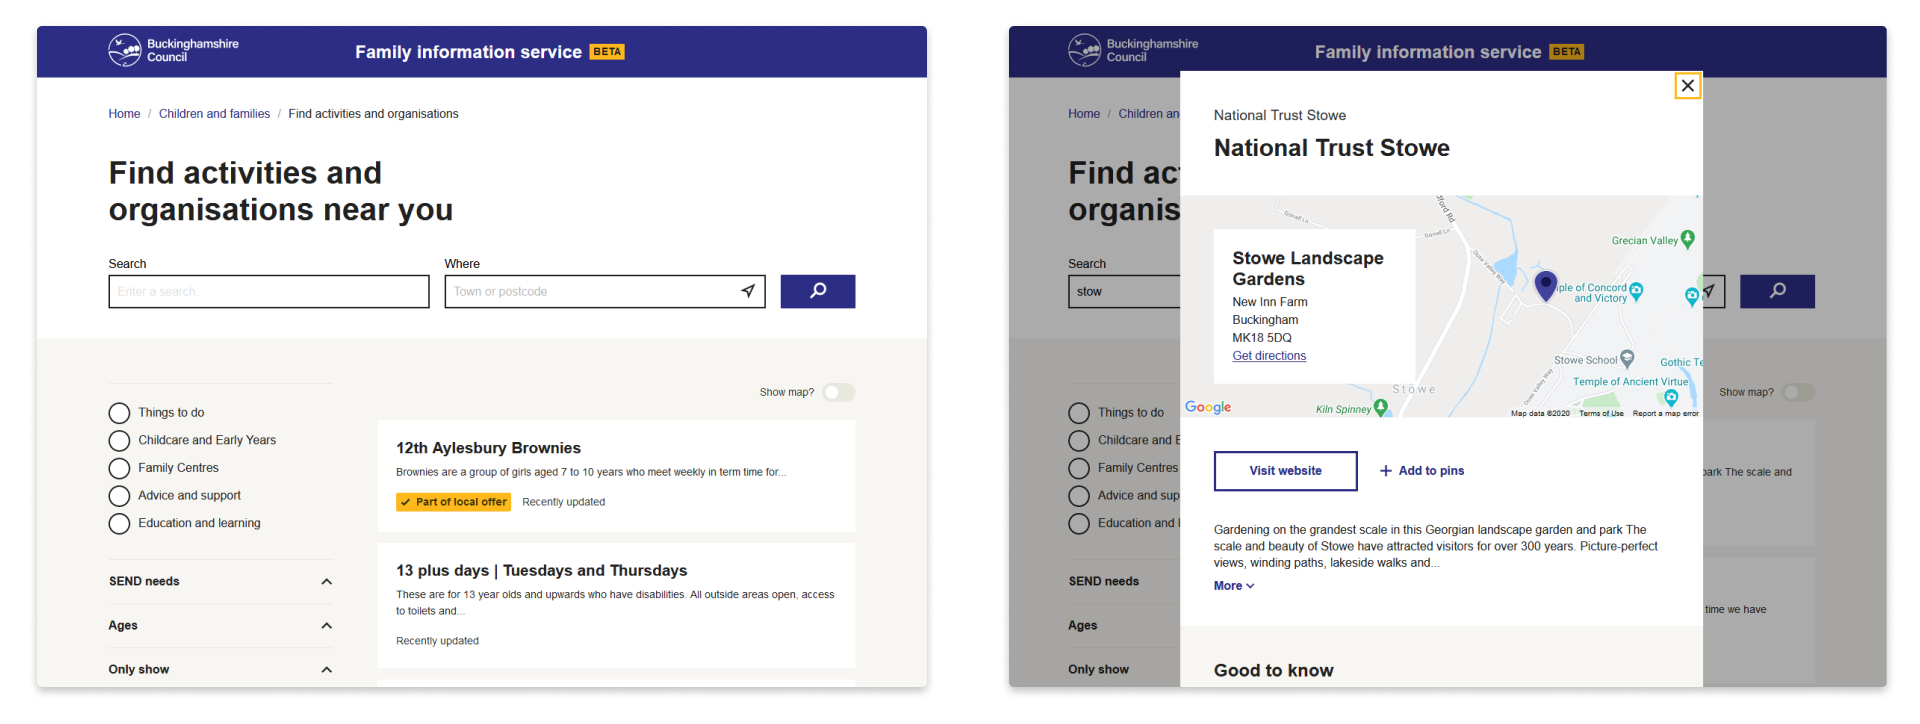 Buckinghamshire
Council
Family information service BETA
Home / Children and families / Find activities and organisations
Find activities and
organisations near you
Search
Where
Enter a search..
Town or postcode
Show map?
Things to do
Childcare and Early Years
Family Centres
Advice and support
Education and learning
SEND needs
Ages
Only show
12th Aylesbury Brownies
Brownies are a group of girls aged 7 to 10 years who meet weekly in term time for...
Part of local offer Recently updated
13 plus days | Tuesdays and Thursdays
These are for 13 year olds and upwards who have disabilities. All outside areas open, access
to toilets and...
Recently updated
Buckinghamshire
Council
Family information service BETA
Home / Children an
Find ac
organis
Search
stow
Show map?
Things to do
Childcare and E
Family Centres
Advice and sup
Education and l
SEND needs
Ages
Only show
park The scale and
time we have
National Trust Stowe
National Trust Stowe
Stowe Landscape
Gardens
New Inn Farm
Buckingham
MK18 5DQ
Get directions
Gorrell Ln
Gorrell Ln
Dove Valley Way
Grecian Valley
ple of Concord
and Victory
Stowe School
Gothic Te
Temple of Ancient Virtue
Stowe
Dove Valley Way
Kiln Spinney
Google
Map data ©2020 Terms of Use Report a map error
Visit website
+ Add to pins
Gardening on the grandest scale in this Georgian landscape garden and park The
scale and beauty of Stowe have attracted visitors for over 300 years. Picture-perfect
views, winding paths, lakeside walks and...
More
Good to know